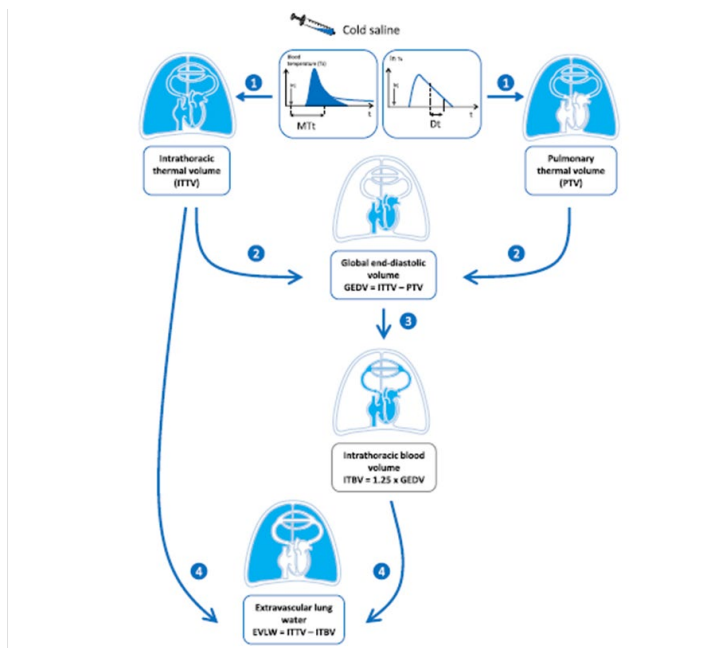 Cold saline
Blood
temperature (Tb)
t
MTt
t
Dt
1
1
Intrathoracic
thermal volume
(ITTV)
Pulmonary
thermal volume
(PTV)
2
2
Global end-diastolic
volume
GEDV = ITTV – PTV
3
Intrathoracic blood
volume
ITBV = 1.25 x GEDV
4
4
Extravascular lung
water
EVLW = ITTV – ITBV